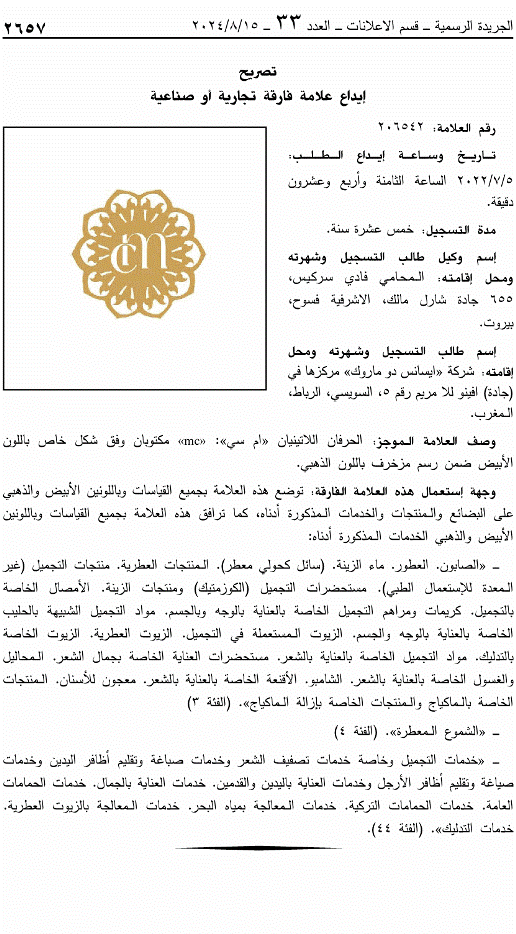 الجريدة الرسمية ـ قسم الاعلانات ـ العدد ٣٣ ـ ٢٠٢٤/٨/١٥
٢٦٥٧
تصريح
إيداع علامة فارقة تجارية أو صناعية
رقم العلامة: ٢٠٦٥٤٢
تاريخ وساعة إيداع الطلب:
٢٠٢٢/٧/٥ الساعة الثامنة وأربع وعشرون
دقيقة.
مدة التسجيل: خمس عشرة سنة.
إسم وكيل طالب التسجيل وشهرته
ومحل إقامته: المحامي فادي سركيس،
٦٥٥ جادة شارل مالك، الاشرفية فسوح،
بيروت.
إسم طالب التسجيل وشهرته ومحل
إقامته: شركة «ايسانس دو ماروك» مركزها في
(جادة) افينو للا مريم رقم ٥، السويسي، الرباط،
المغرب.
mc
وصف العلامة الموجز: الحرفان اللاتينيان «ام سي»: «mc» مكتوبان وفق شكل خاص باللون
الأبيض ضمن رسم مزخرف باللون الذهبي.
وجهة إستعمال هذه العلامة الفارقة: توضع هذه العلامة بجميع القياسات وباللونين الأبيض والذهبي
على البضائع والمنتجات والخدمات المذكورة أدناه، كما ترافق هذه العلامة بجميع القياسات وباللونين
الأبيض والذهبي الخدمات المذكورة أدناه:
ـ «الصابون. العطور. ماء الزينة. (سائل كحولي معطر). المنتجات العطرية. منتجات التجميل (غير
المعدة للإستعمال الطبي). مستحضرات التجميل (الكوزمتيك) ومنتجات الزينة. الأمصال الخاصة
بالتجميل. كريمات ومراهم التجميل الخاصة بالعناية بالوجه وبالجسم. مواد التجميل الشبيهة بالحليب
الخاصة بالعناية بالوجه والجسم. الزيوت المستعملة في التجميل. الزيوت العطرية. الزيوت الخاصة
بالتدليك. مواد التجميل الخاصة بالعناية بالشعر. مستحضرات العناية الخاصة بجمال الشعر. المحاليل
والغسول الخاصة بالعناية بالشعر. الشامبو. الأقنعة الخاصة بالعناية بالشعر. معجون للأسنان. المنتجات
الخاصة بالماكياج والمنتجات الخاصة بإزالة الماكياج». (الفئة ٣)
ـ «الشموع المعطرة». (الفئة ٤)
ـ «خدمات التجميل وخاصة خدمات تصفيف الشعر وخدمات صباغة وتقليم أظافر اليدين وخدمات
صياغة وتقليم أظافر الأرجل وخدمات العناية باليدين والقدمين. خدمات العناية بالجمال. خدمات الحمامات
العامة. خدمات الحمامات التركية. خدمات المعالجة بمياه البحر. خدمات المعالجة بالزيوت العطرية.
خدمات التدليك». (الفئة ٤٤).